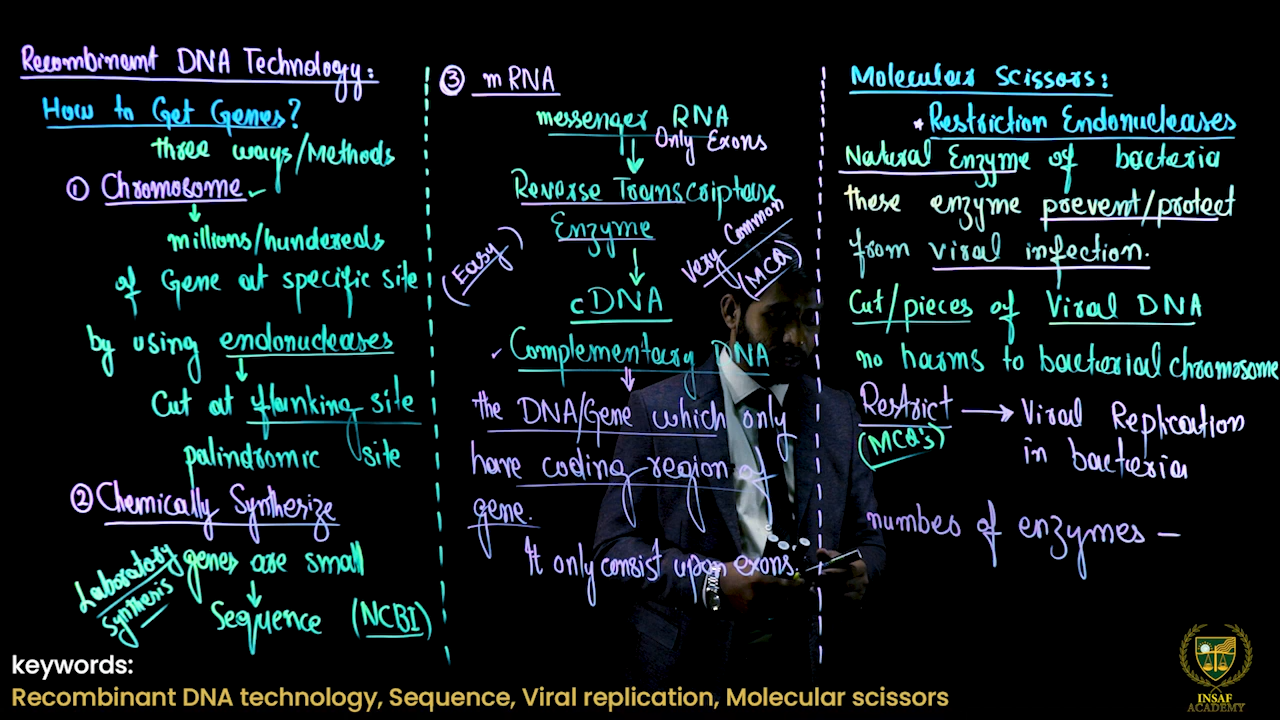 Recombinant DNA Technology:
How to Get Genes?
three ways/Methods
① Chromosome
millions/hundereds
of Gene at specific site
by using endonucleases
Cut at flanking site
palindromic site
② Chemically Synthesize
Laboratory Synthesis
genes are small
Sequence (NCBI)
③ mRNA
messenger RNA
Only Exons
Reverse Transcriptase
Enzyme
(Easy)
Very Common
(MCQ)
cDNA
Complementary DNA
the DNA/Gene which only
have coding region of
gene.
It only consist upon exons.
Molecular Scissors:
* Restriction Endonucleases
Natural Enzyme of bacteria
these enzyme prevent/protect
from viral infection.
Cut/pieces of Viral DNA
no harms to bacterial chromosome
Restrict → Viral Replication
(MCQ's)
in bacteria
numbes of enzymes —
keywords:
Recombinant DNA technology, Sequence, Viral replication, Molecular scissors
INSAF
ACADEMY